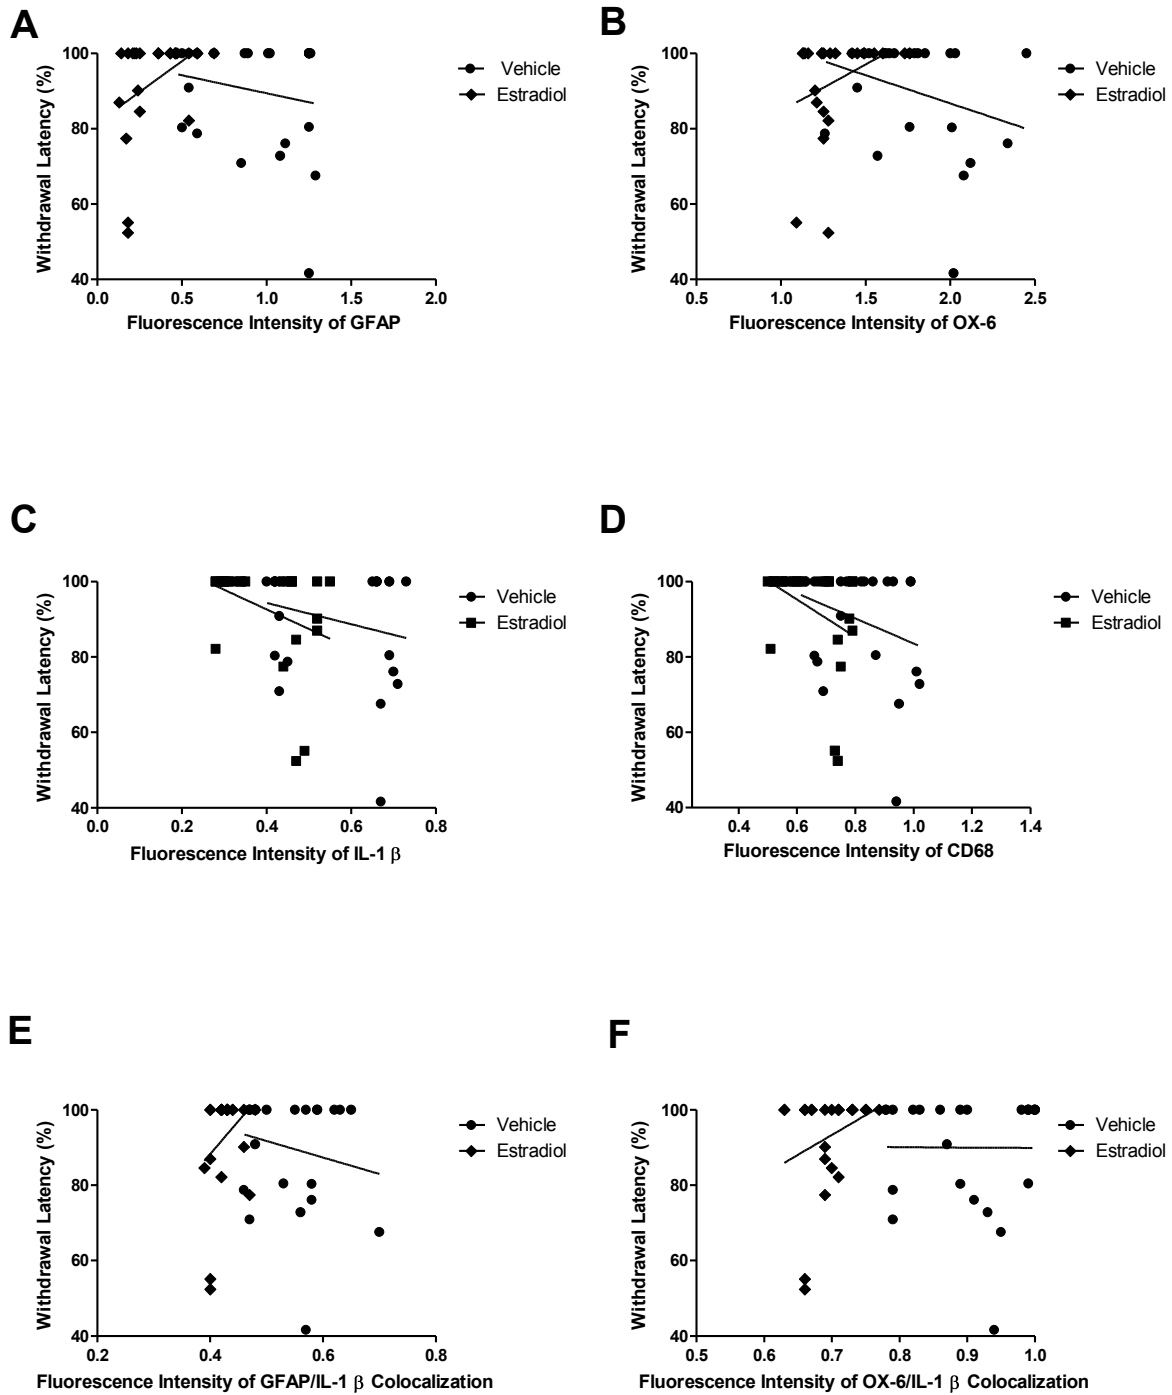 A
Withdrawal Latency (%)
100
80
60
40
0.0 0.5 1.0 1.5 2.0
Fluorescence Intensity of GFAP
Vehicle
Estradiol
B
Withdrawal Latency (%)
100
80
60
40
0.5 1.0 1.5 2.0 2.5
Fluorescence Intensity of OX-6
Vehicle
Estradiol
C
Withdrawal Latency (%)
100
80
60
40
0.0 0.2 0.4 0.6 0.8
Fluorescence Intensity of IL-1 β
Vehicle
Estradiol
D
Withdrawal Latency (%)
100
80
60
40
0.4 0.6 0.8 1.0 1.2 1.4
Fluorescence Intensity of CD68
Vehicle
Estradiol
E
Withdrawal Latency (%)
100
80
60
40
0.2 0.4 0.6 0.8
Fluorescence Intensity of GFAP/IL-1 β Colocalization
Vehicle
Estradiol
F
Withdrawal Latency (%)
100
80
60
40
0.5 0.6 0.7 0.8 0.9 1.0
Fluorescence Intensity of OX-6/IL-1 β Colocalization
Vehicle
Estradiol